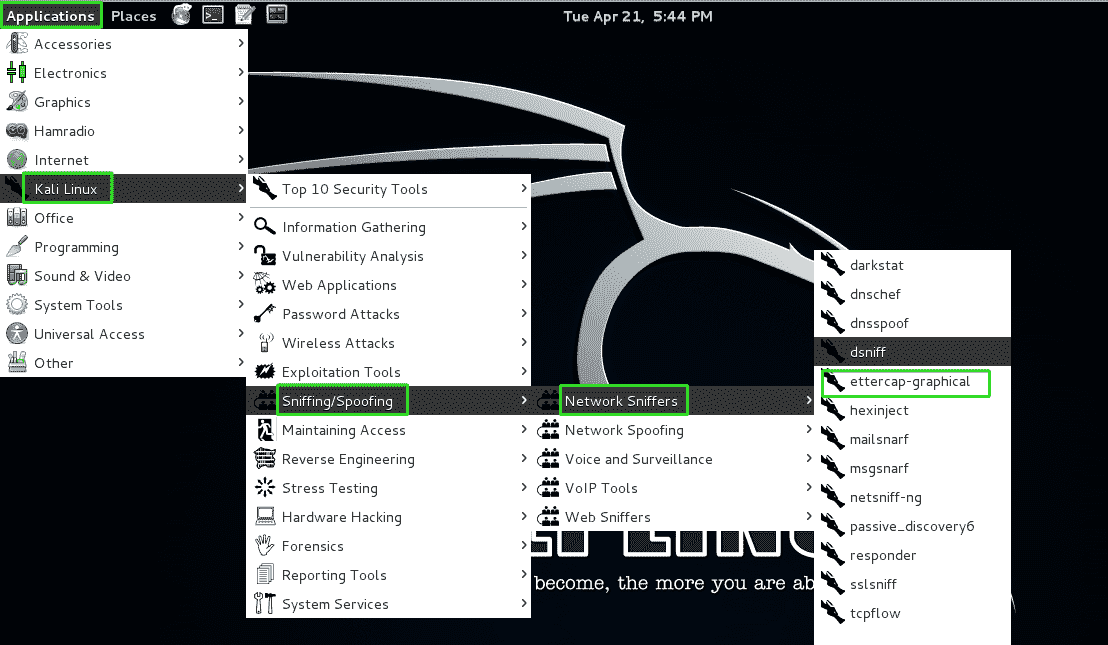 Applications Places Tue Apr 21, 5:44 PM
Accessories
Electronics
Graphics
Hamradio
Internet
Kali Linux
Office
Programming
Sound & Video
System Tools
Universal Access
Other
Top 10 Security Tools
Information Gathering
Vulnerability Analysis
Web Applications
Password Attacks
Wireless Attacks
Exploitation Tools
Sniffing/Spoofing
Maintaining Access
Reverse Engineering
Stress Testing
Hardware Hacking
Forensics
Reporting Tools
System Services
Network Sniffers
Network Spoofing
Voice and Surveillance
VoIP Tools
Web Sniffers
darkstat
dnschef
dnsspoof
dsniff
ettercap-graphical
hexinject
mailsnarf
msgsnarf
netsniff-ng
passive_discovery6
responder
sslsniff
tcpflow
become, the more you are